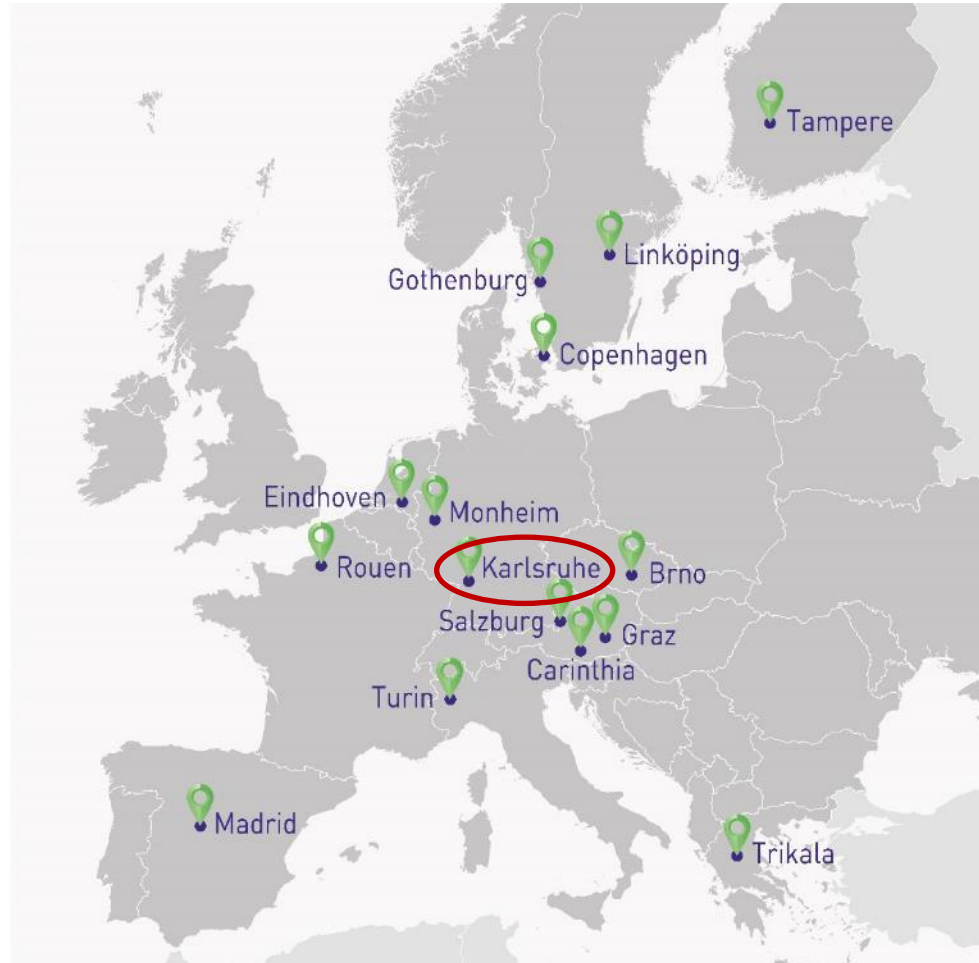 Tampere
Linköping
Gothenburg
Copenhagen
Eindhoven
Monheim
Rouen
Karlsruhe
Brno
Salzburg
Graz
Carinthia
Turin
Madrid
Trikala